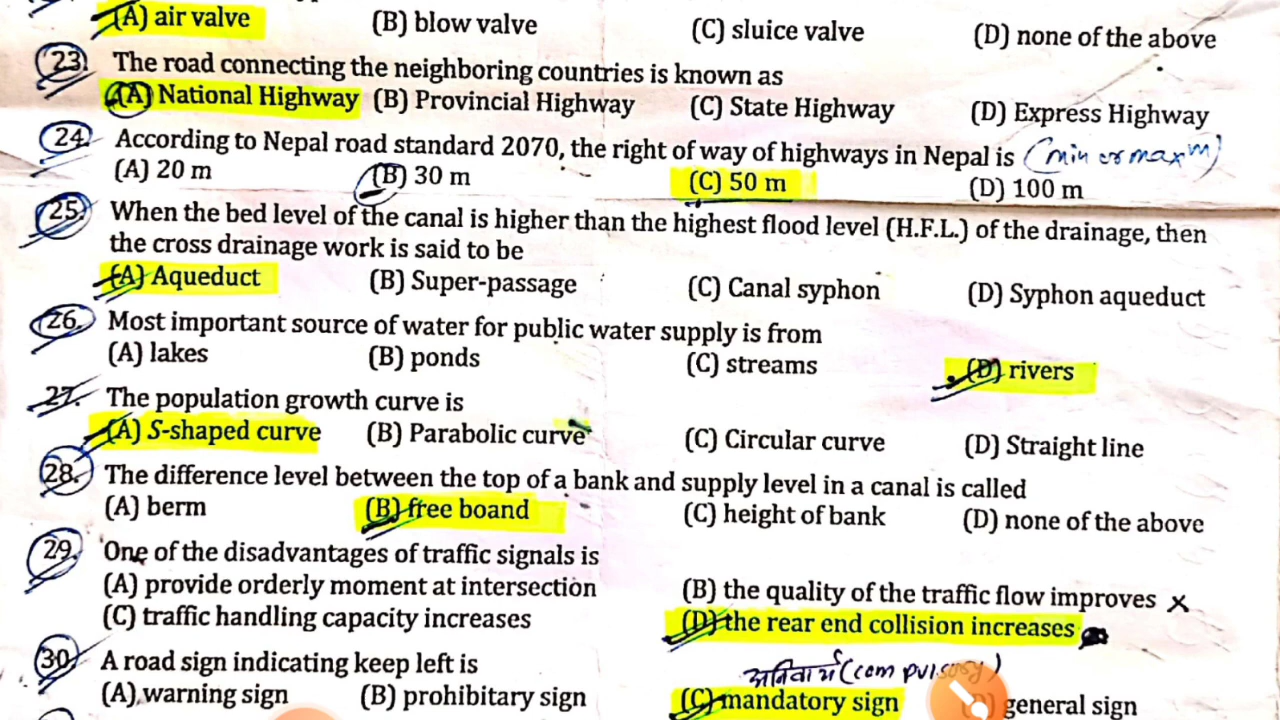 (A) air valve (B) blow valve (C) sluice valve (D) none of the above
23. The road connecting the neighboring countries is known as
(A) National Highway (B) Provincial Highway (C) State Highway (D) Express Highway
24. According to Nepal road standard 2070, the right of way of highways in Nepal is (min or maxm)
(A) 20 m (B) 30 m (C) 50 m (D) 100 m
25. When the bed level of the canal is higher than the highest flood level (H.F.L.) of the drainage, then
the cross drainage work is said to be
(A) Aqueduct (B) Super-passage (C) Canal syphon (D) Syphon aqueduct
26. Most important source of water for public water supply is from
(A) lakes (B) ponds (C) streams (D) rivers
27. The population growth curve is
(A) S-shaped curve (B) Parabolic curve (C) Circular curve (D) Straight line
28. The difference level between the top of a bank and supply level in a canal is called
(A) berm (B) free boand (C) height of bank (D) none of the above
29. One of the disadvantages of traffic signals is
(A) provide orderly moment at intersection (B) the quality of the traffic flow improves x
(C) traffic handling capacity increases (D) the rear end collision increases
30. A road sign indicating keep left is अनिवार्य (compulsory)
(A) warning sign (B) prohibitary sign (C) mandatory sign (D) general sign